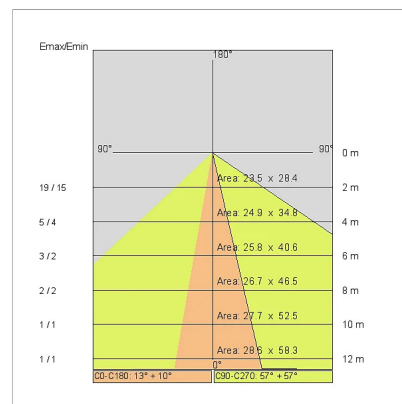 Emax/Emin
180°
90°
90°
0 m
Area: 23.5 x 28.4
19 / 15
2 m
Area: 24.9 x 34.8
5 / 4
4 m
Area: 25.8 x 40.6
3 / 2
6 m
Area: 26.7 x 46.5
2 / 2
8 m
Area: 27.7 x 52.5
1 / 1
10 m
Area: 28.6 x 58.3
1 / 1
12 m
0°
C0-C180: 13° + 10°
C90-C270: 57° + 57°